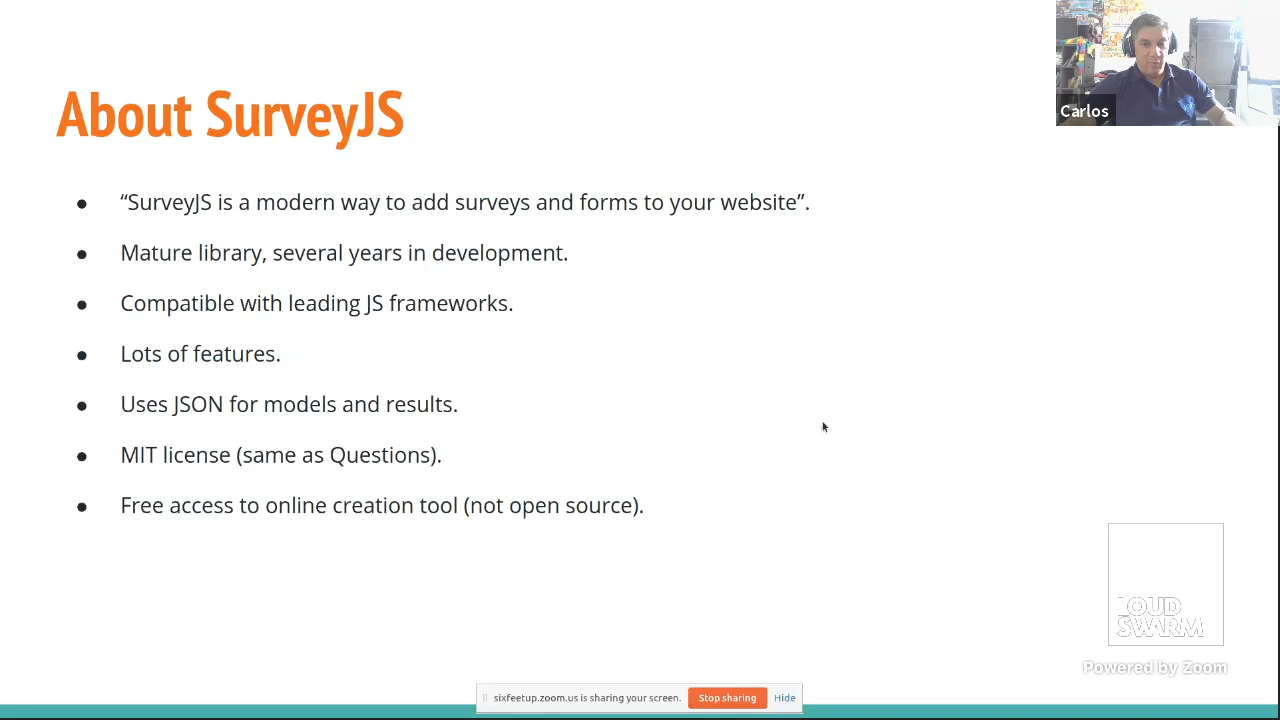 About SurveyJS
Carlos
● “SurveyJS is a modern way to add surveys and forms to your website”.
● Mature library, several years in development.
● Compatible with leading JS frameworks.
● Lots of features.
● Uses JSON for models and results.
● MIT license (same as Questions).
● Free access to online creation tool (not open source).
LOUD
SWARM
Powered by Zoom
sixfeetup.zoom.us is sharing your screen. Stop sharing Hide